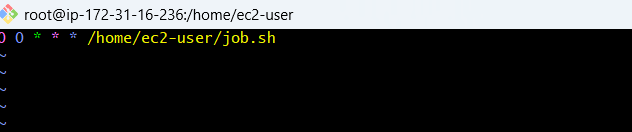 root@ip-172-31-16-236:/home/ec2-user
0 0 * * * /home/ec2-user/job.sh
~
~
~
~
~